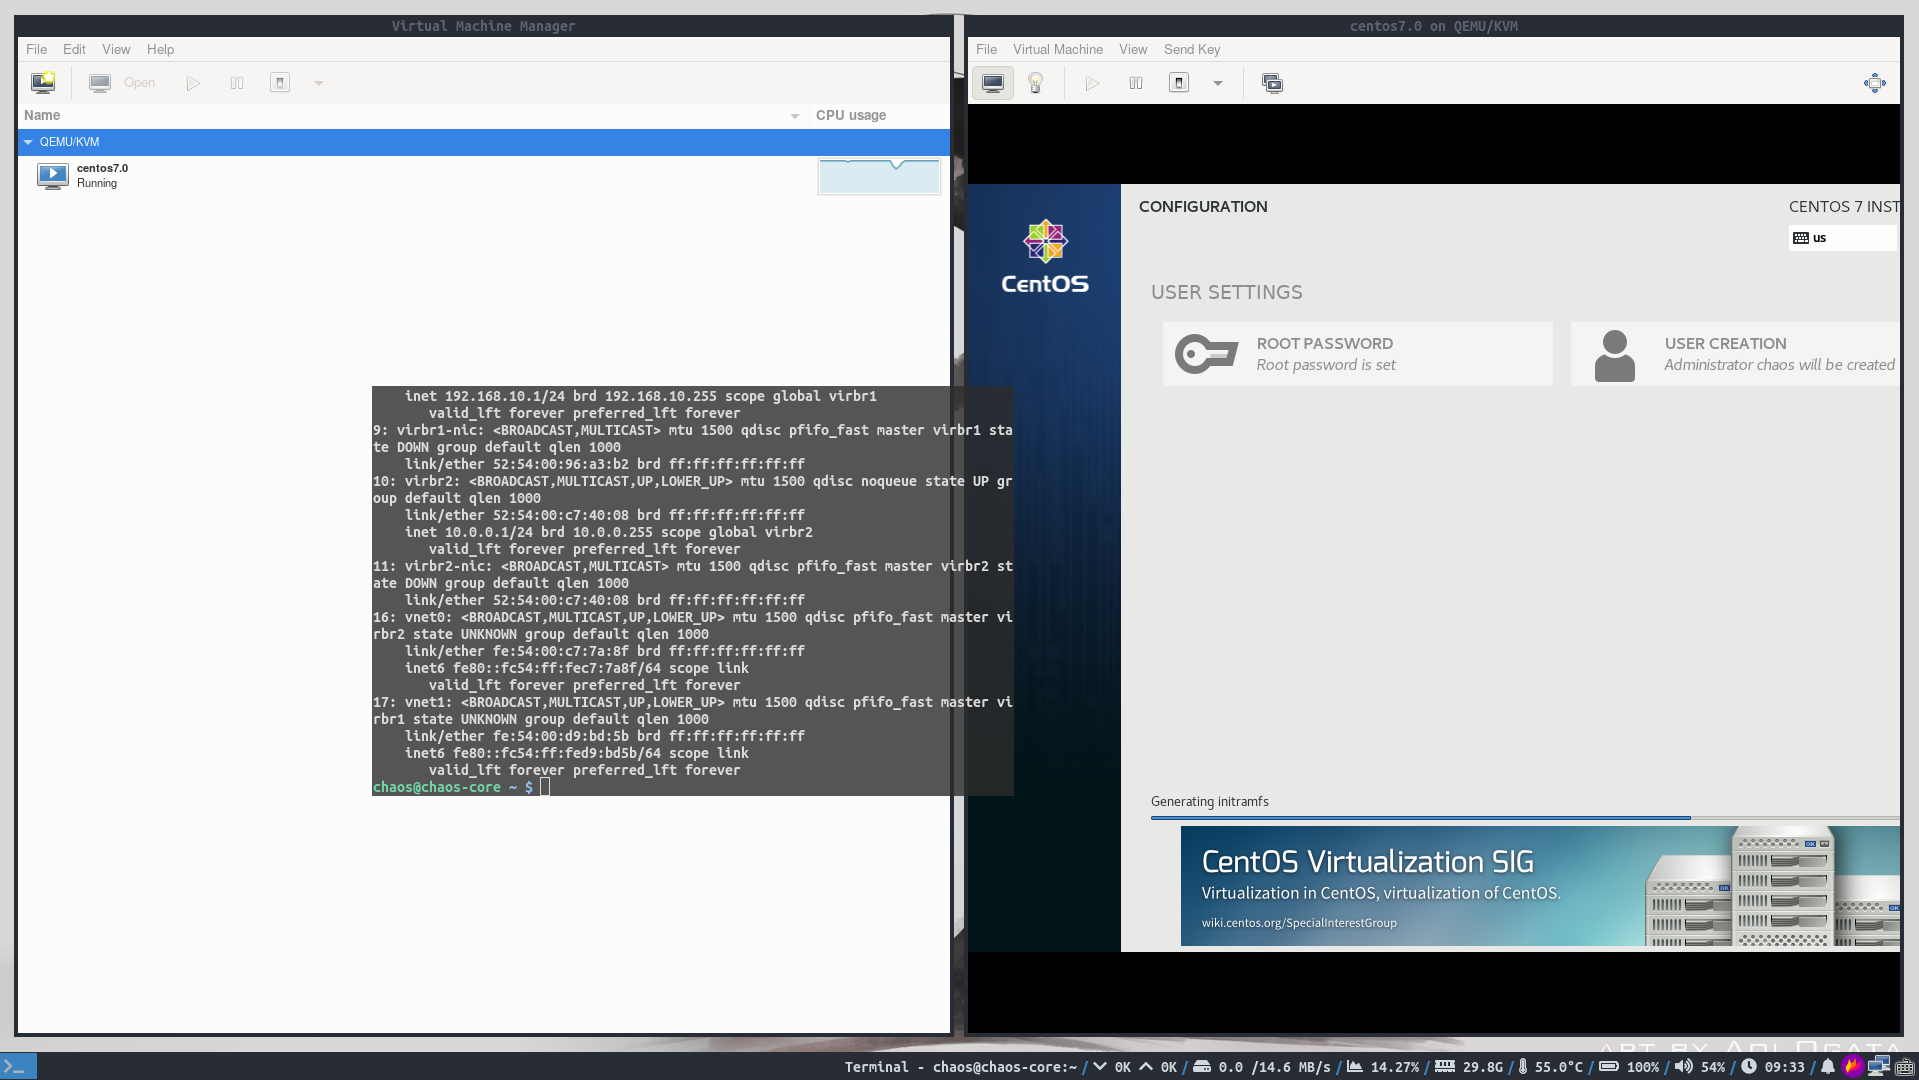 Virtual Machine Manager
File Edit View Help
Open
Name CPU usage
QEMU/KVM
centos7.0
Running
centos7.0 on QEMU/KVM
File Virtual Machine View Send Key
CentOS
CONFIGURATION
CENTOS 7 INST
us
USER SETTINGS
ROOT PASSWORD
Root password is set
USER CREATION
Administrator chaos will be created
Generating initramfs
CentOS Virtualization SIG
Virtualization in CentOS, virtualization of CentOS.
wiki.centos.org/SpecialInterestGroup
inet 192.168.10.1/24 brd 192.168.10.255 scope global virbr1
valid_lft forever preferred_lft forever
9: virbr1-nic: <BROADCAST,MULTICAST> mtu 1500 qdisc pfifo_fast master virbr1 sta
te DOWN group default qlen 1000
link/ether 52:54:00:96:a3:b2 brd ff:ff:ff:ff:ff:ff
10: virbr2: <BROADCAST,MULTICAST,UP,LOWER_UP> mtu 1500 qdisc noqueue state UP gr
oup default qlen 1000
link/ether 52:54:00:c7:40:08 brd ff:ff:ff:ff:ff:ff
inet 10.0.0.1/24 brd 10.0.0.255 scope global virbr2
valid_lft forever preferred_lft forever
11: virbr2-nic: <BROADCAST,MULTICAST> mtu 1500 qdisc pfifo_fast master virbr2 st
ate DOWN group default qlen 1000
link/ether 52:54:00:c7:40:08 brd ff:ff:ff:ff:ff:ff
16: vnet0: <BROADCAST,MULTICAST,UP,LOWER_UP> mtu 1500 qdisc pfifo_fast master vi
rbr2 state UNKNOWN group default qlen 1000
link/ether fe:54:00:c7:7a:8f brd ff:ff:ff:ff:ff:ff
inet6 fe80::fc54:ff:fec7:7a8f/64 scope link
valid_lft forever preferred_lft forever
17: vnet1: <BROADCAST,MULTICAST,UP,LOWER_UP> mtu 1500 qdisc pfifo_fast master vi
rbr1 state UNKNOWN group default qlen 1000
link/ether fe:54:00:d9:bd:5b brd ff:ff:ff:ff:ff:ff
inet6 fe80::fc54:ff:fed9:bd5b/64 scope link
valid_lft forever preferred_lft forever
chaos@chaos-core ~ $
Terminal - chaos@chaos-core:~ / 0K 0K / 0.0 /14.6 MB/s / 14.27% / 29.8G / 55.0°C / 100% / 54% / 09:33 /